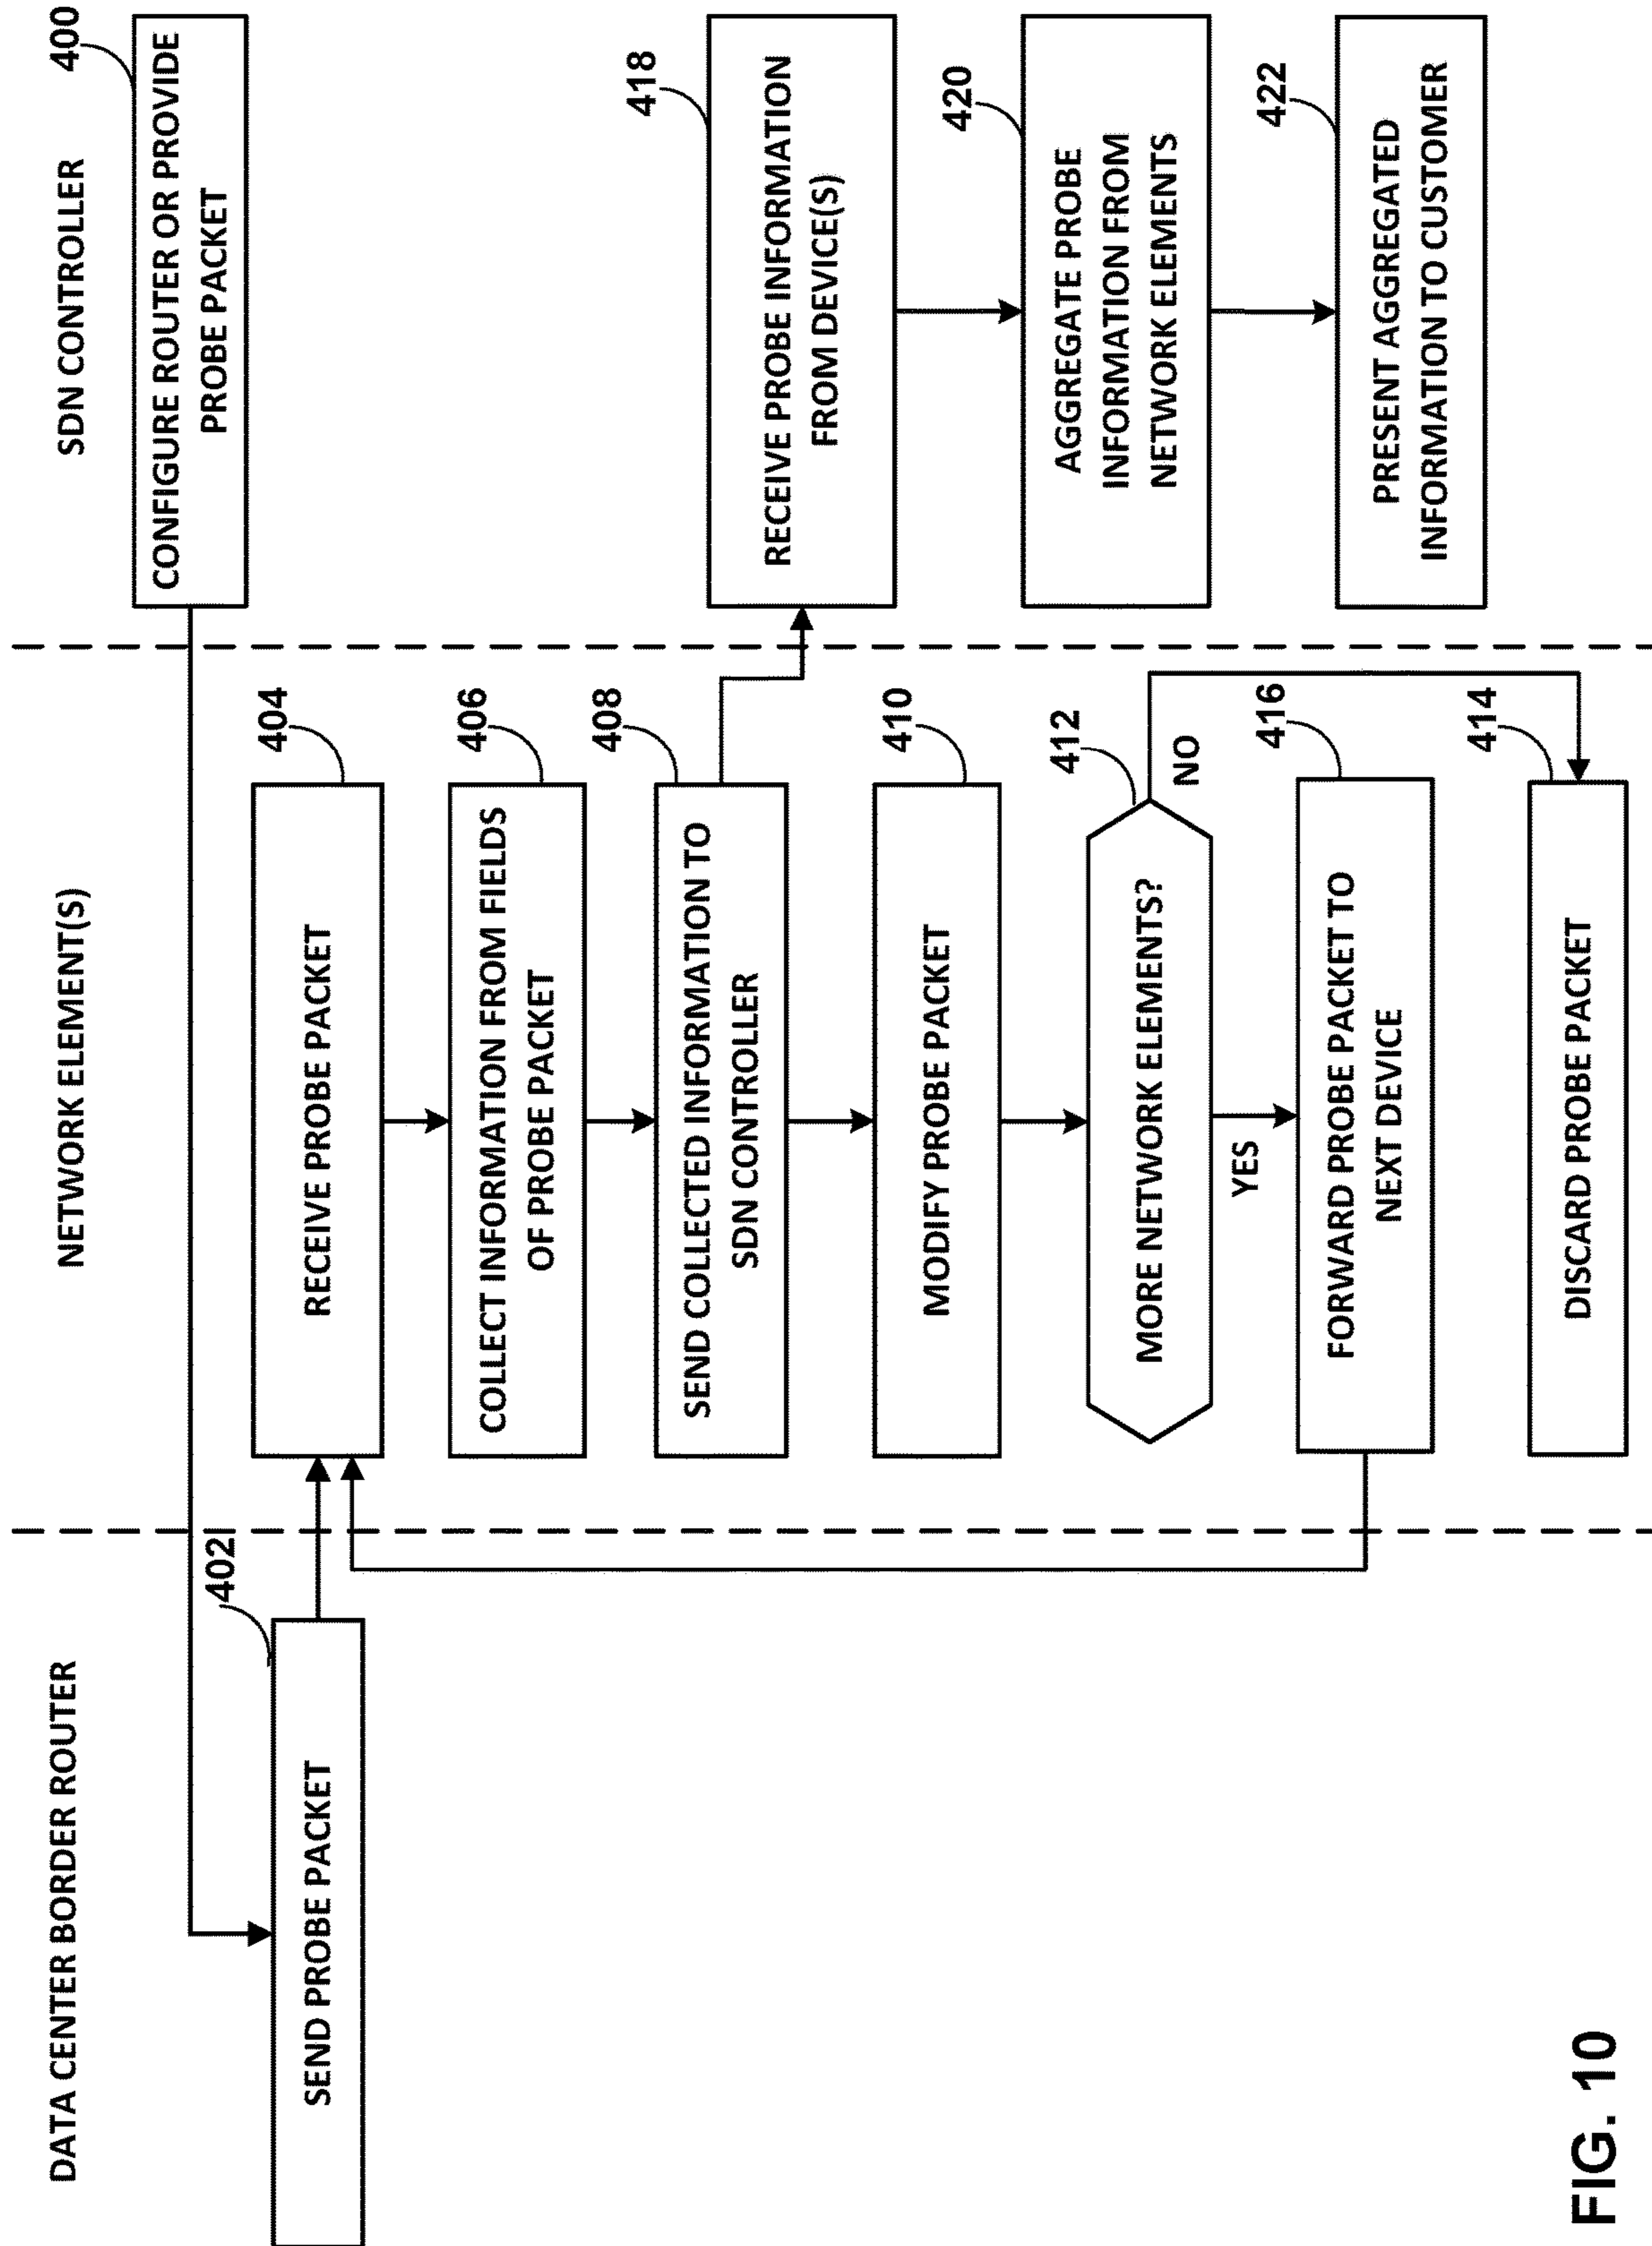 DATA CENTER BORDER ROUTER
NETWORK ELEMENT(S)
SDN CONTROLLER
400
CONFIGURE ROUTER OR PROVIDE
PROBE PACKET
402
SEND PROBE PACKET
404
RECEIVE PROBE PACKET
406
COLLECT INFORMATION FROM FIELDS
OF PROBE PACKET
408
SEND COLLECTED INFORMATION TO
SDN CONTROLLER
410
MODIFY PROBE PACKET
412
MORE NETWORK ELEMENTS?
NO
YES
416
FORWARD PROBE PACKET TO
NEXT DEVICE
414
DISCARD PROBE PACKET
418
RECEIVE PROBE INFORMATION
FROM DEVICE(S)
420
AGGREGATE PROBE
INFORMATION FROM
NETWORK ELEMENTS
422
PRESENT AGGREGATED
INFORMATION TO CUSTOMER
FIG. 10